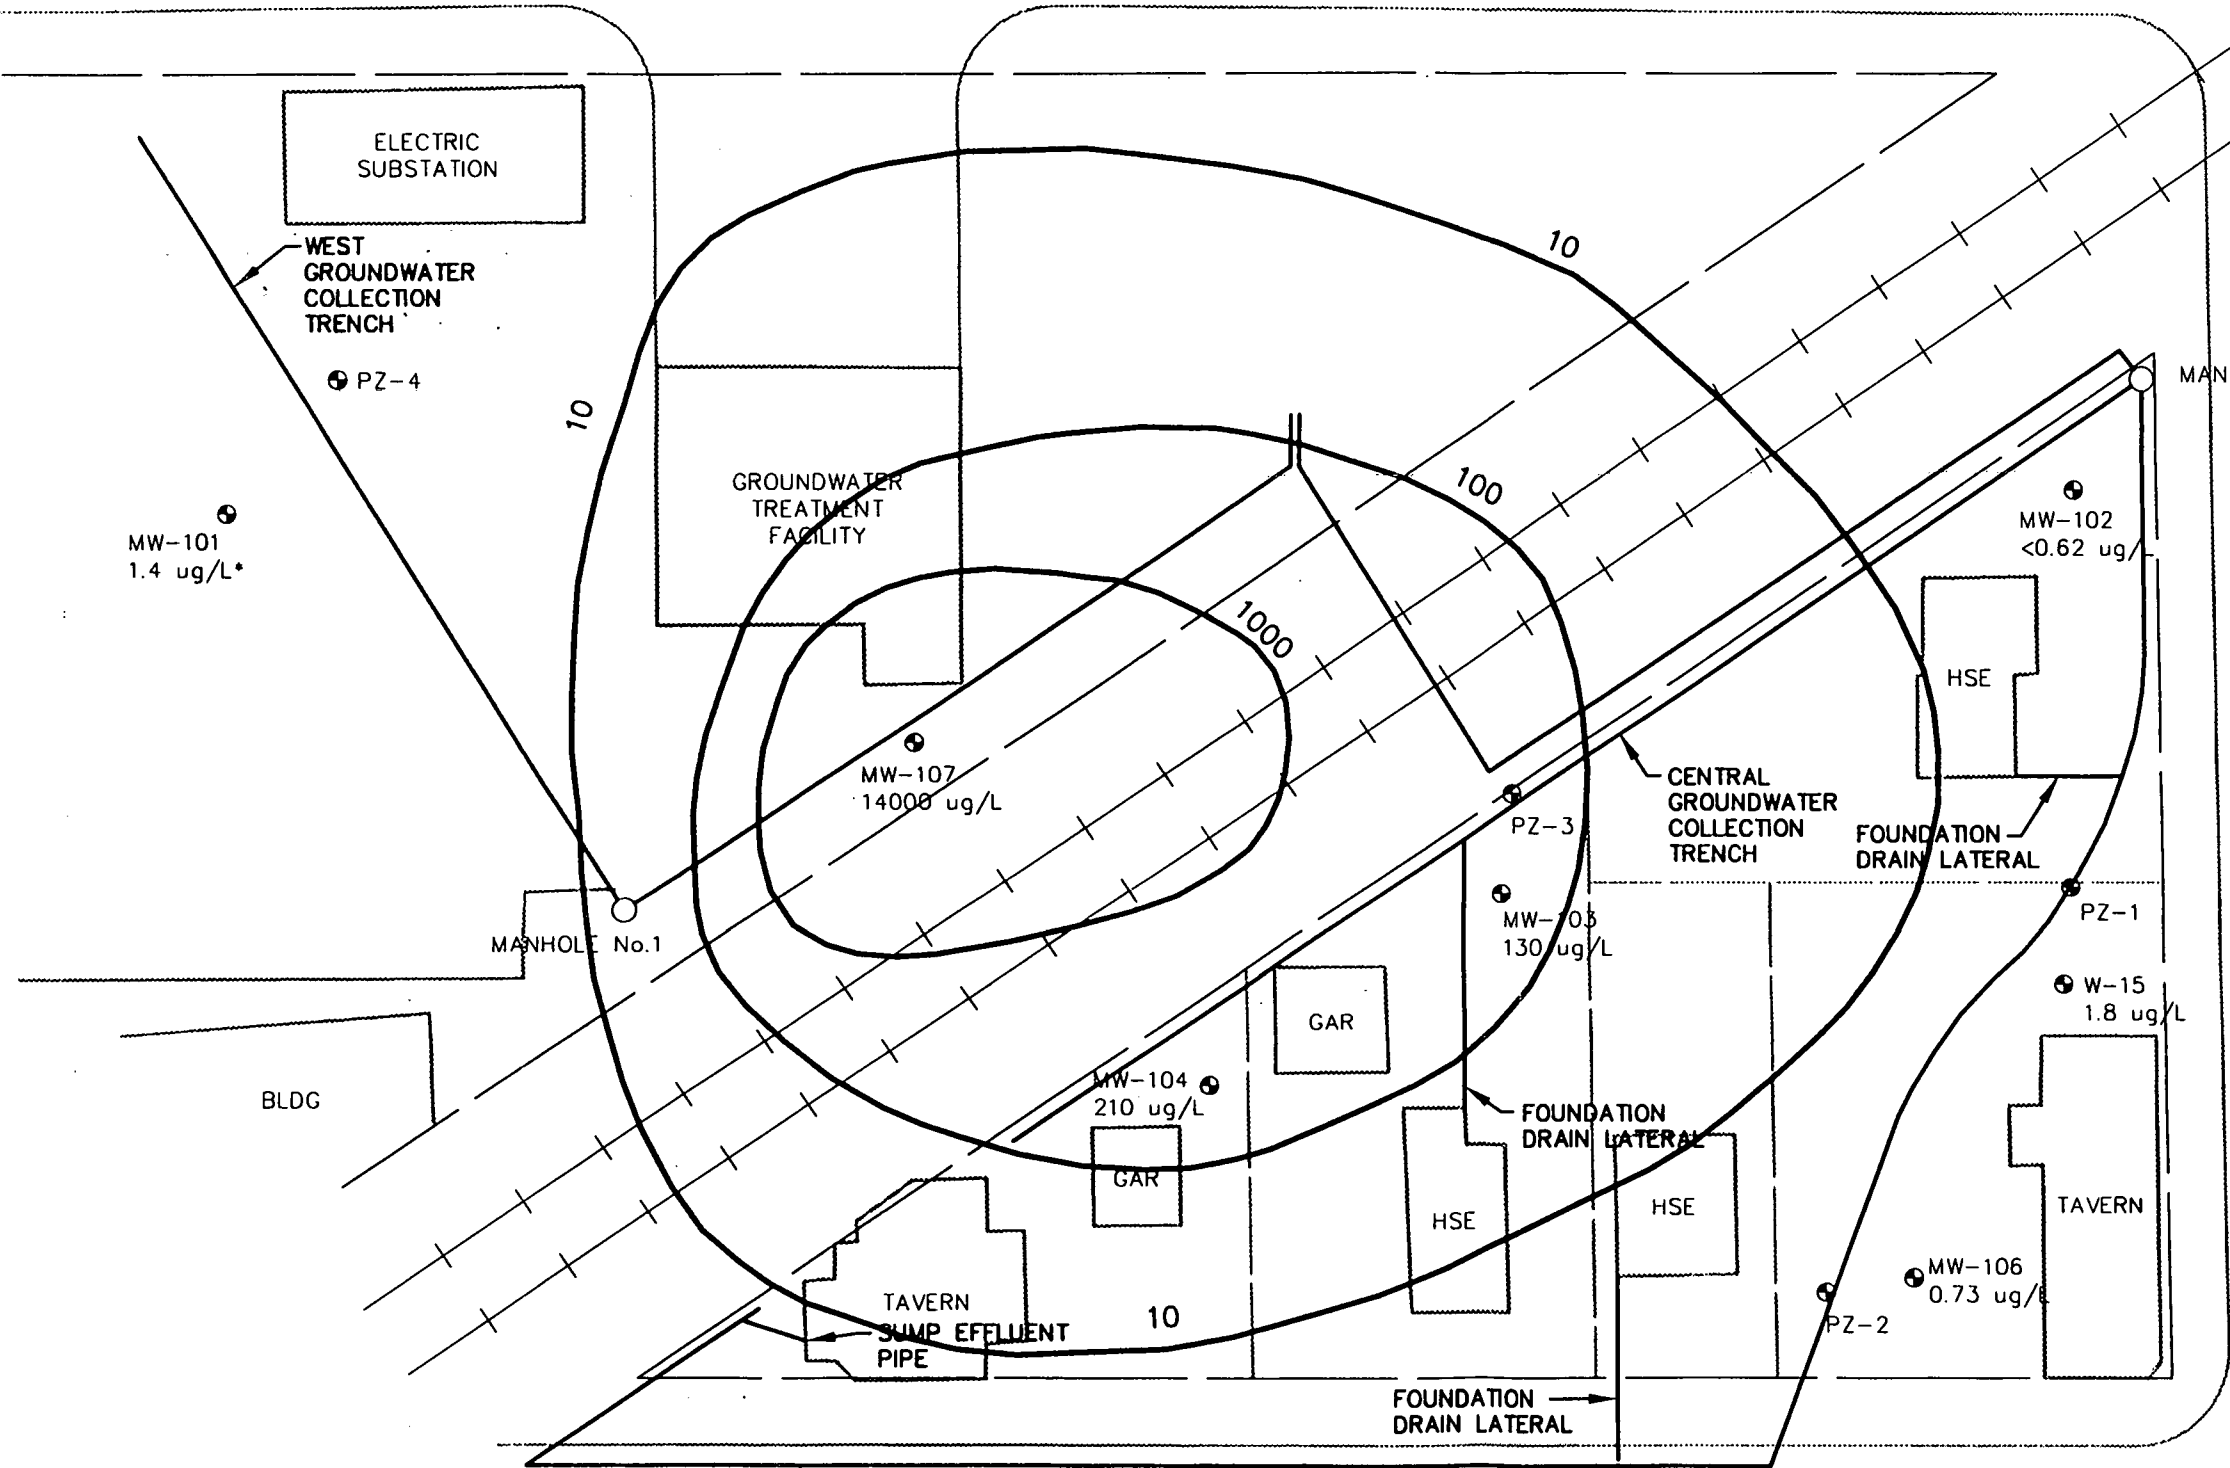 ELECTRIC
SUBSTATION
WEST
GROUNDWATER
COLLECTION
TRENCH
PZ-4
10
10
MAN
GROUNDWATER
TREATMENT
FACILITY
100
MW-101
1.4 ug/L*
MW-102
<0.62 ug/L
1000
HSE
MW-107
14000 ug/L
CENTRAL
GROUNDWATER
COLLECTION
TRENCH
PZ-3
FOUNDATION
DRAIN LATERAL
MW-103
130 ug/L
PZ-1
MANHOLE No.1
W-15
1.8 ug/L
GAR
BLDG
MW-104
210 ug/L
FOUNDATION
DRAIN LATERAL
GAR
HSE
HSE
TAVERN
MW-106
0.73 ug/L
PZ-2
TAVERN
10
SUMP EFFLUENT
PIPE
FOUNDATION
DRAIN LATERAL